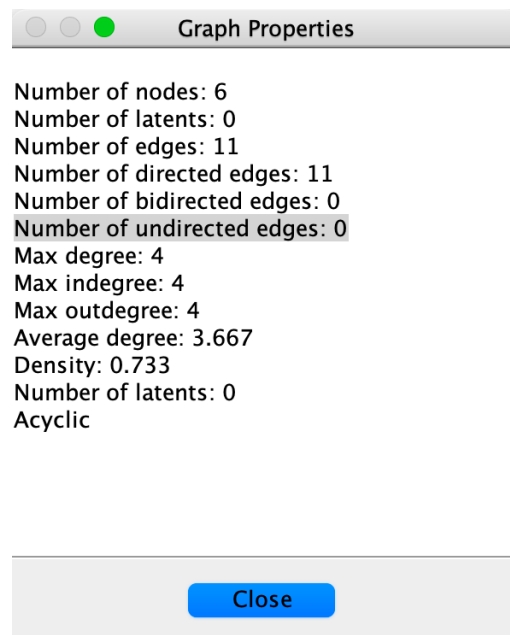 Graph Properties
Number of nodes: 6
Number of latents: 0
Number of edges: 11
Number of directed edges: 11
Number of bidirected edges: 0
Number of undirected edges: 0
Max degree: 4
Max indegree: 4
Max outdegree: 4
Average degree: 3.667
Density: 0.733
Number of latents: 0
Acyclic
Close